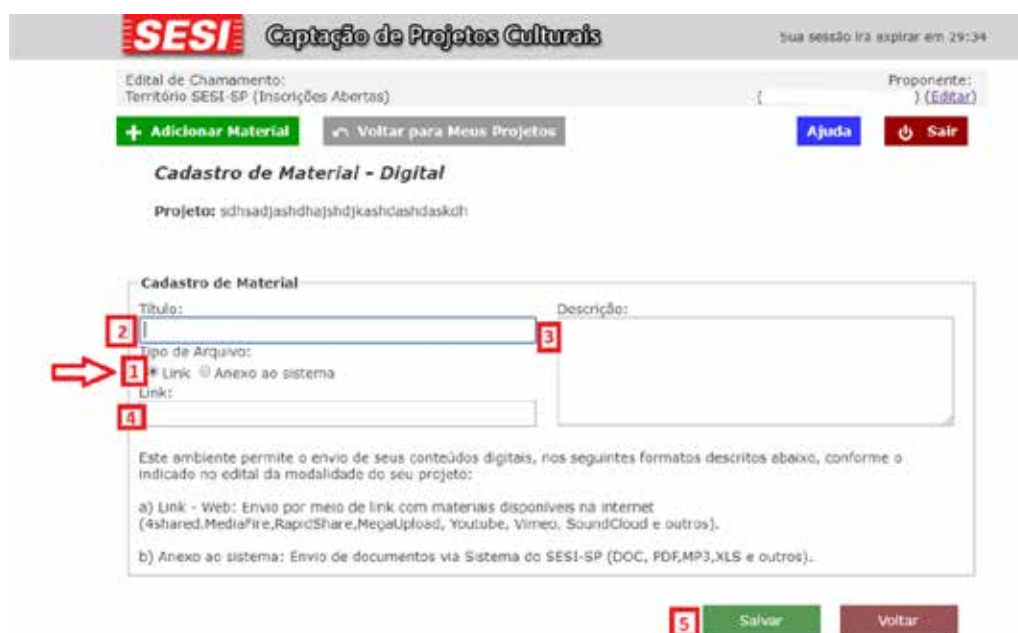 SESI Captação de Projetos Culturais Sua sessão irá expirar em 29:34
Edital de Chamamento: Proponente:
Território SESI-SP (Inscrições Abertas) ( ) (Editar)
+ Adicionar Material Voltar para Meus Projetos Ajuda Sair
Cadastro de Material - Digital
Projeto: sdhsadjashdhajshdjkashdashdaskdh
Cadastro de Material
Título: Descrição:
2 3
Tipo de Arquivo:
1 Link Anexo ao sistema
Link:
4
Este ambiente permite o envio de seus conteúdos digitais, nos seguintes formatos descritos abaixo, conforme o
indicado no edital da modalidade do seu projeto:
a) Link - Web: Envio por meio de link com materiais disponíveis na internet
(4shared,MediaFire,RapidShare,MegaUpload, Youtube, Vimeo, SoundCloud e outros).
b) Anexo ao sistema: Envio de documentos via Sistema do SESI-SP (DOC, PDF,MP3,XLS e outros).
5 Salvar Voltar